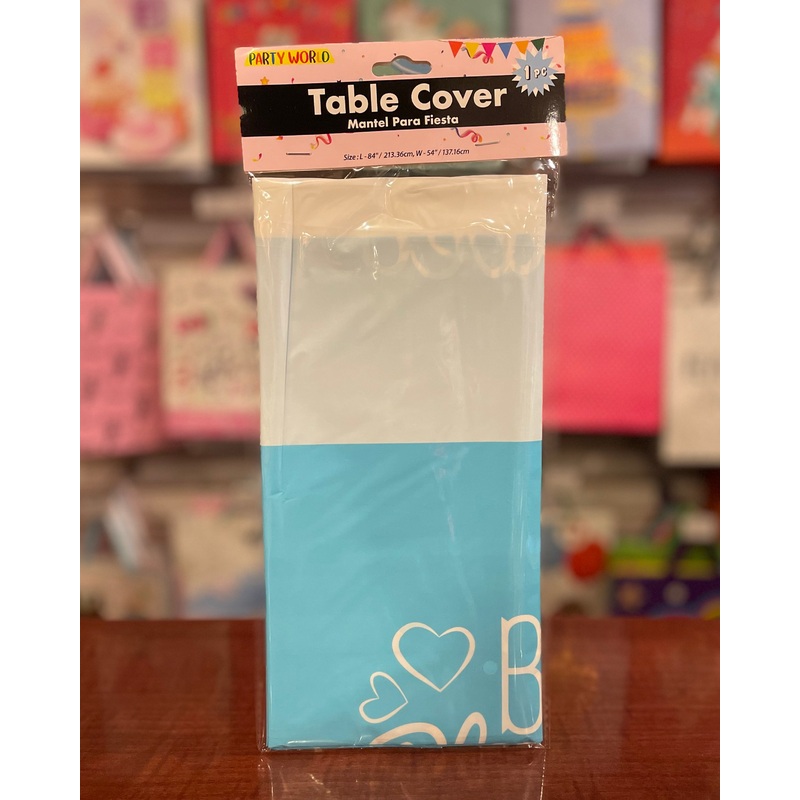 PARTY WORLD
1 PC
Table Cover
Mantel Para Fiesta
Size : L - 84" / 213.36cm, W - 54" / 137.16cm
B